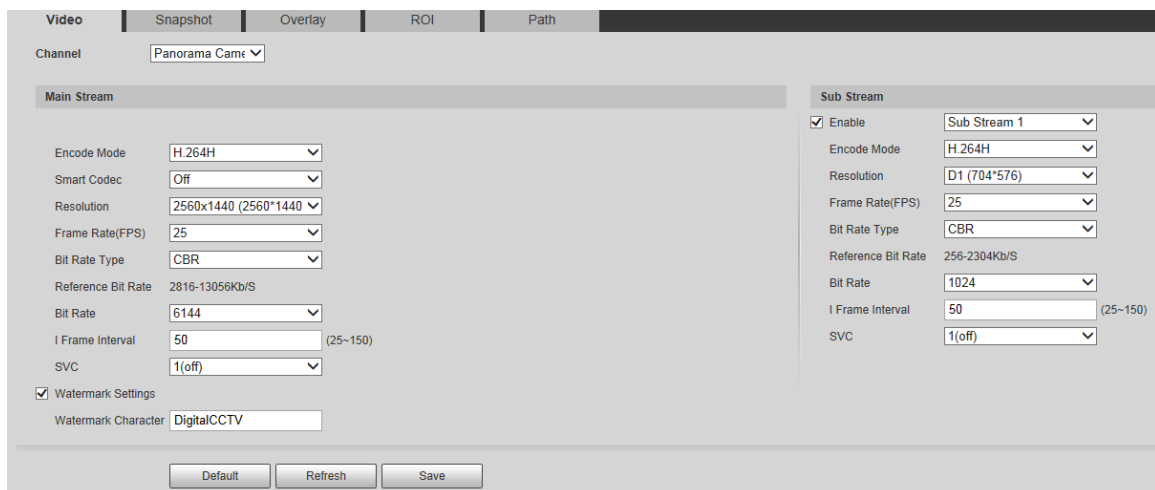 Video Snapshot Overlay ROI Path
Channel Panorama Came
Main Stream
Encode Mode H.264H
Smart Codec Off
Resolution 2560x1440 (2560*1440
Frame Rate(FPS) 25
Bit Rate Type CBR
Reference Bit Rate 2816-13056Kb/S
Bit Rate 6144
I Frame Interval 50 (25~150)
SVC 1(off)
Watermark Settings
Watermark Character DigitalCCTV
Sub Stream
Enable Sub Stream 1
Encode Mode H.264H
Resolution D1 (704*576)
Frame Rate(FPS) 25
Bit Rate Type CBR
Reference Bit Rate 256-2304Kb/S
Bit Rate 1024
I Frame Interval 50 (25~150)
SVC 1(off)
Default Refresh Save